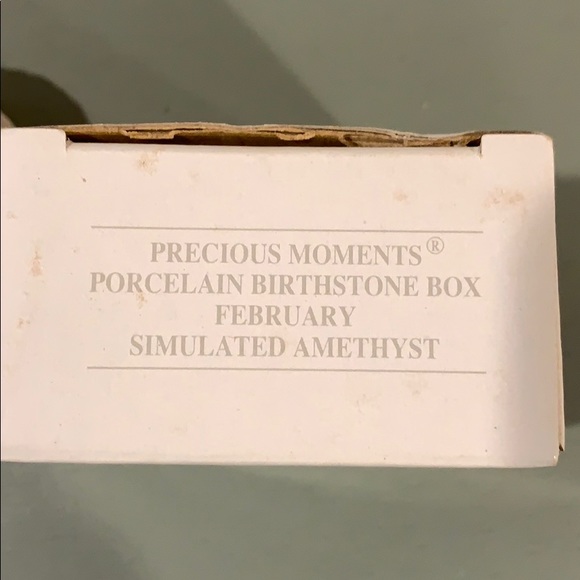 PRECIOUS MOMENTS®
PORCELAIN BIRTHSTONE BOX
FEBRUARY
SIMULATED AMETHYST